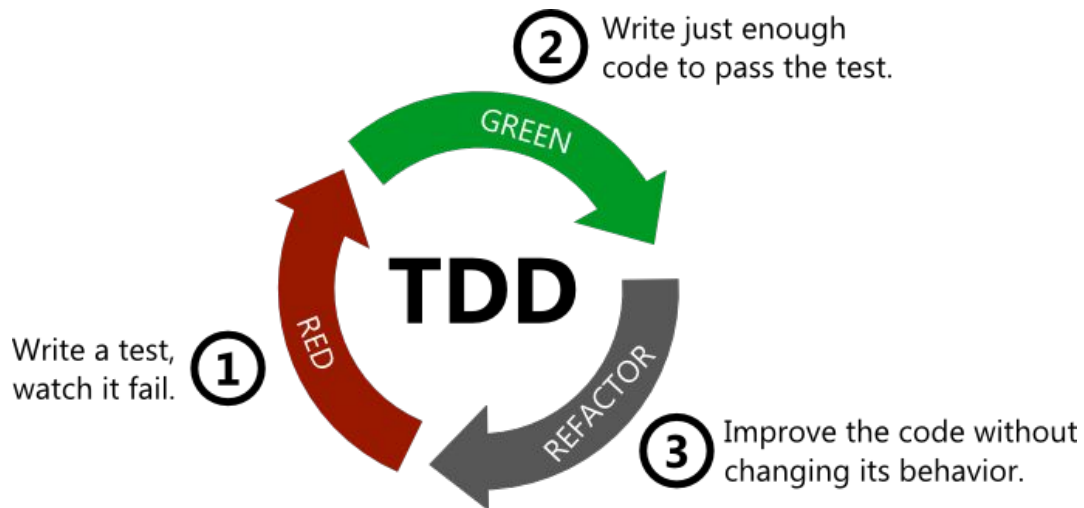 2
Write just enough
code to pass the test.
GREEN
TDD
RED
Write a test,
watch it fail.
1
REFACTOR
3
Improve the code without
changing its behavior.